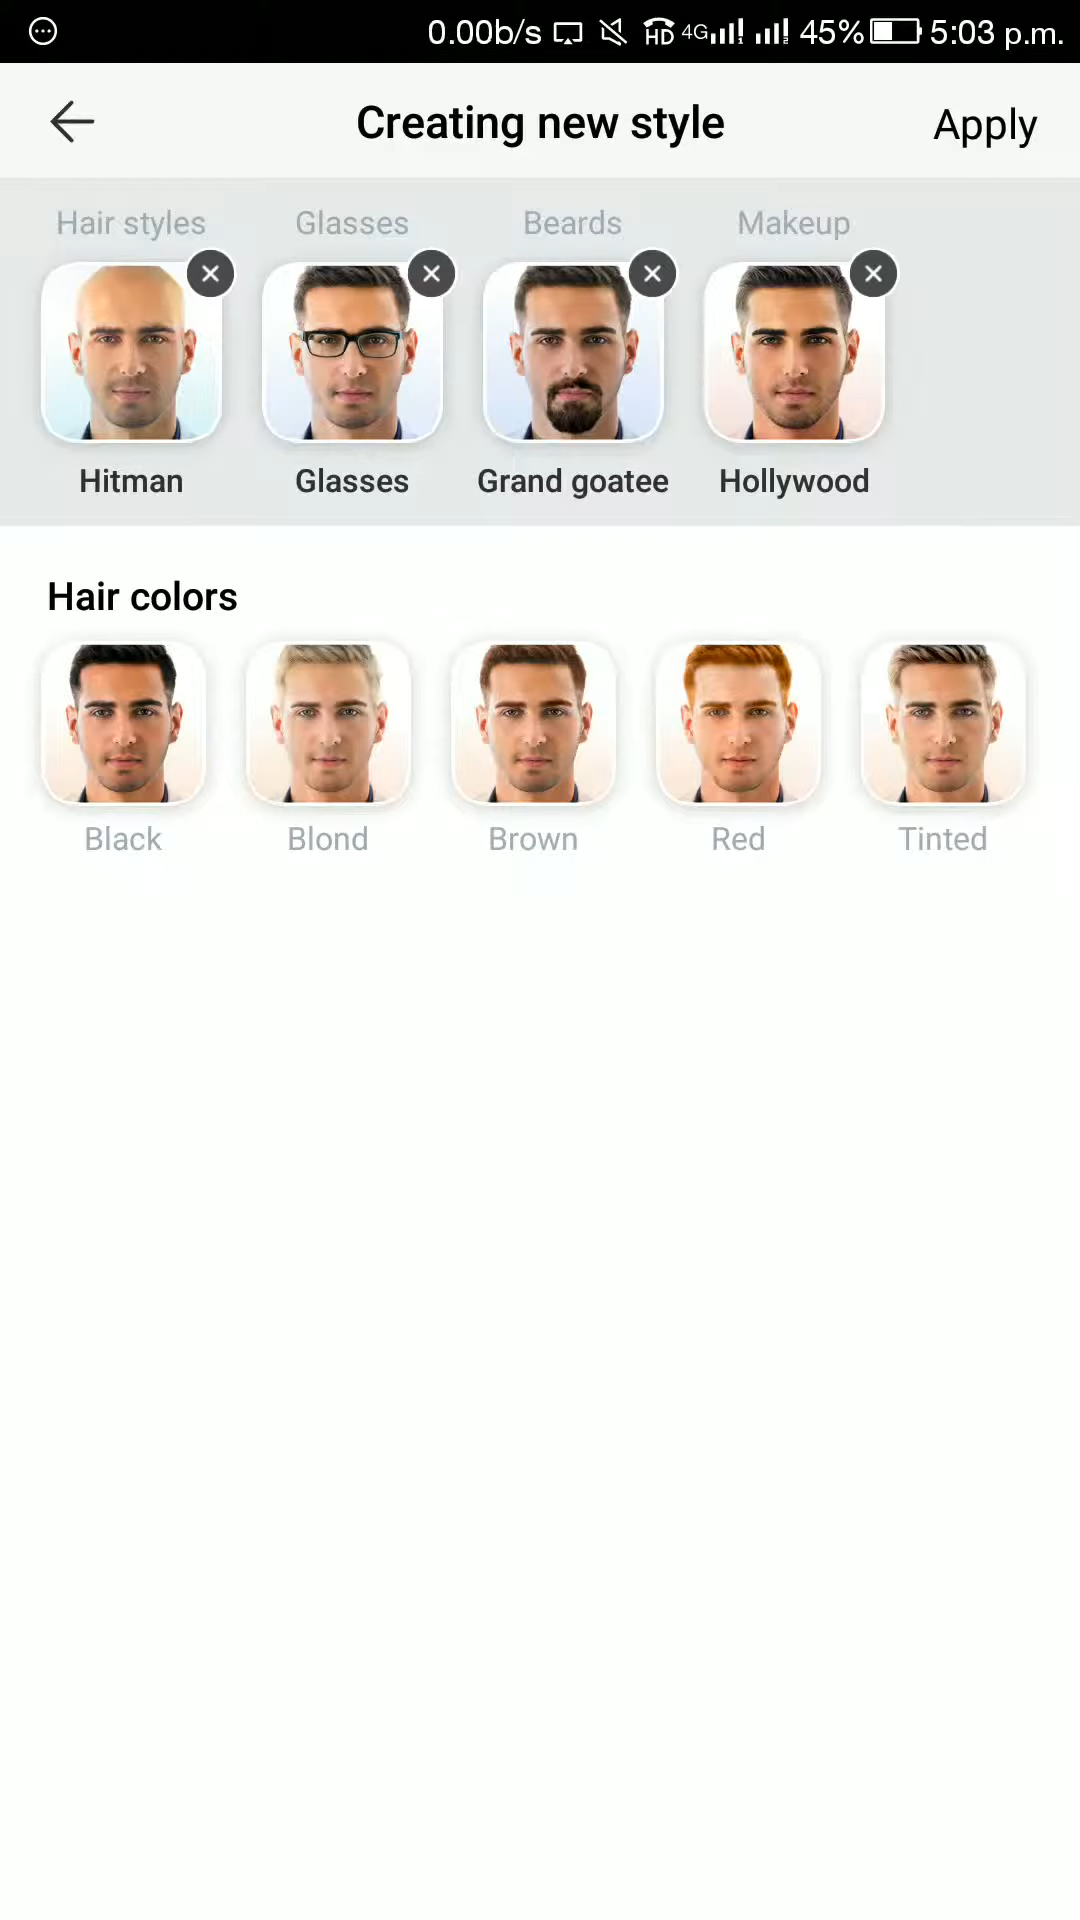 0.00b/s HD 4G 45% 5:03 p.m.
Creating new style Apply
Hair styles Glasses Beards Makeup
Hitman Glasses Grand goatee Hollywood
Hair colors
Black Blond Brown Red Tinted